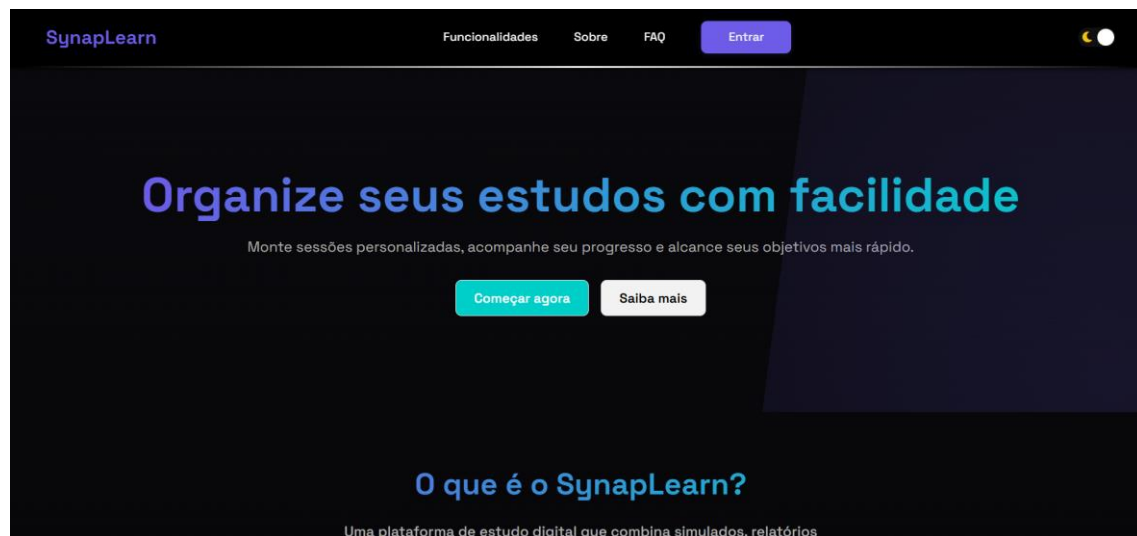 SynapLearn
Funcionalidades
Sobre
FAQ
Entrar
Organize seus estudos com facilidade
Monte sessões personalizadas, acompanhe seu progresso e alcance seus objetivos mais rápido.
Começar agora
Saiba mais
O que é o SynapLearn?
Uma plataforma de estudo digital que combina simulados, relatórios